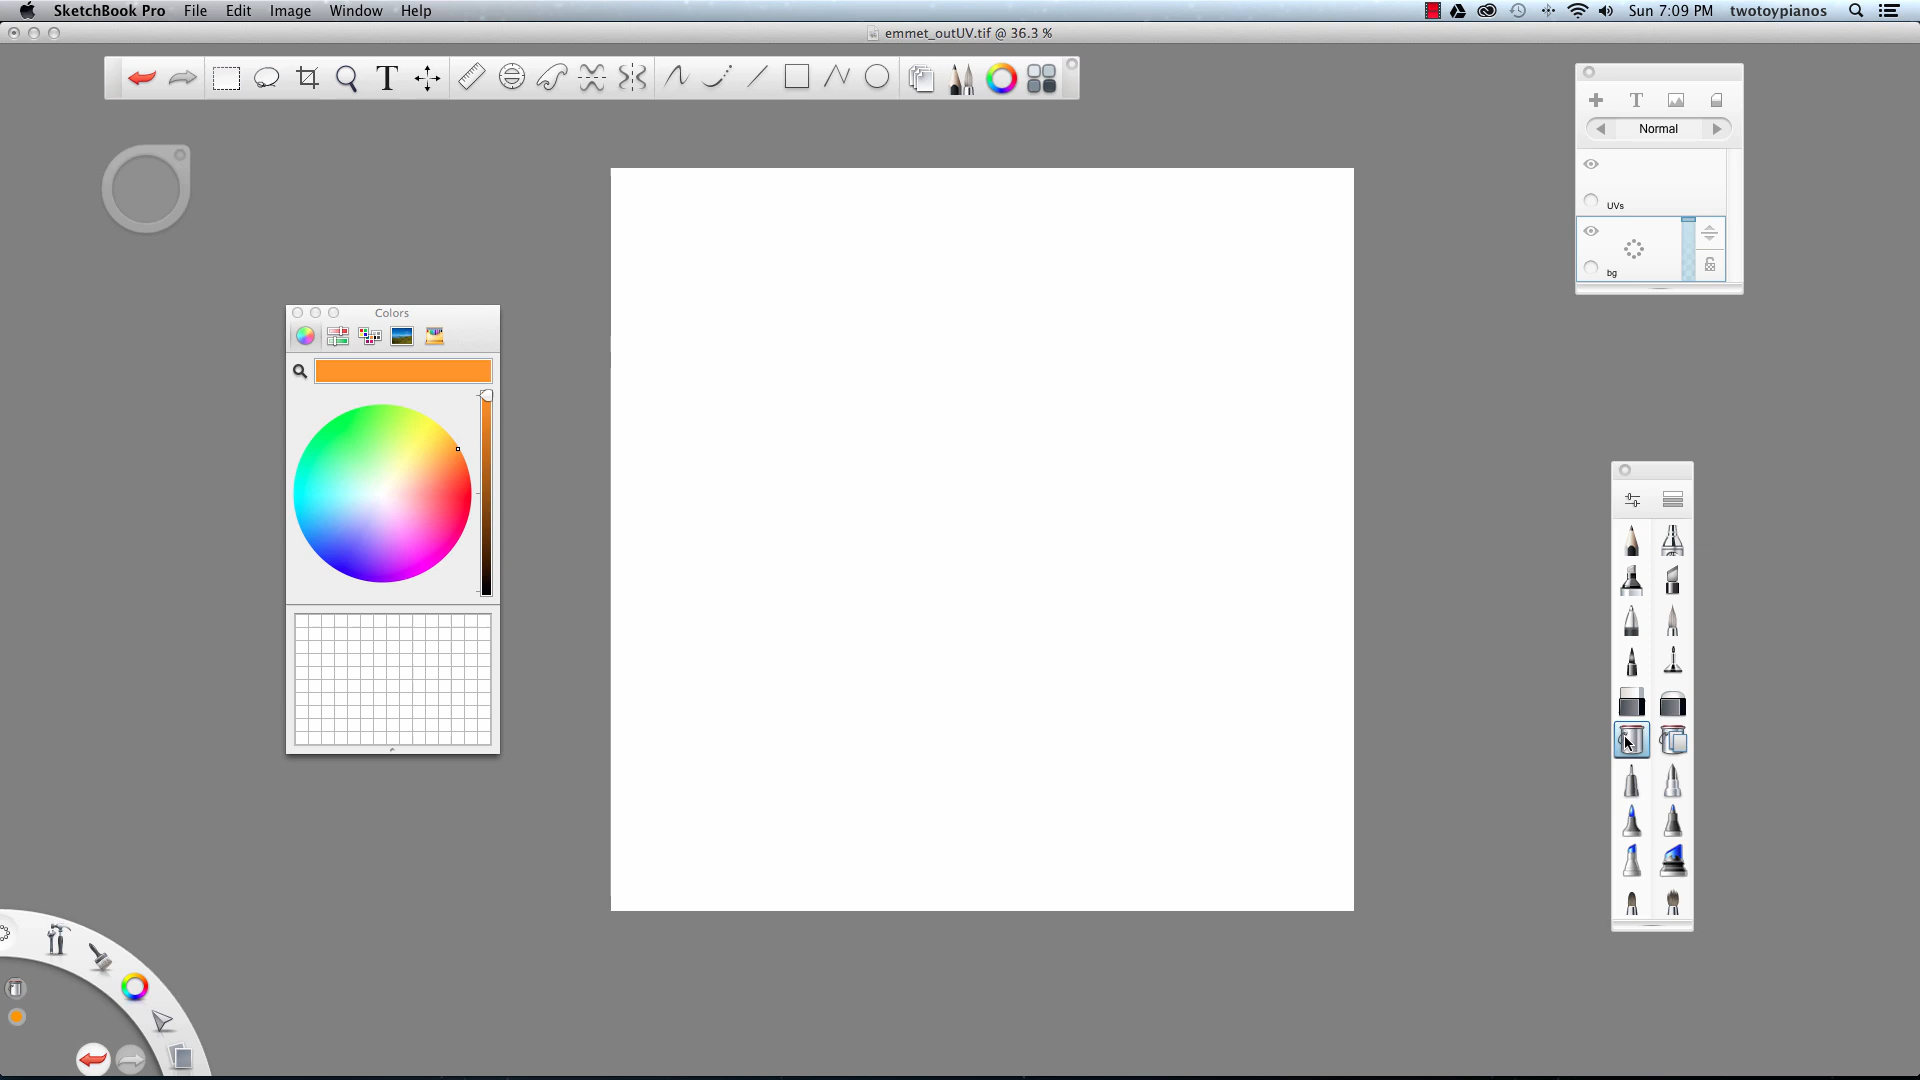 SketchBook Pro File Edit Image Window Help Sun 7:09 PM twotoypianos
emmet_outUV.tif @ 36.3 %
T
T
Normal
UVs
bg
Colors